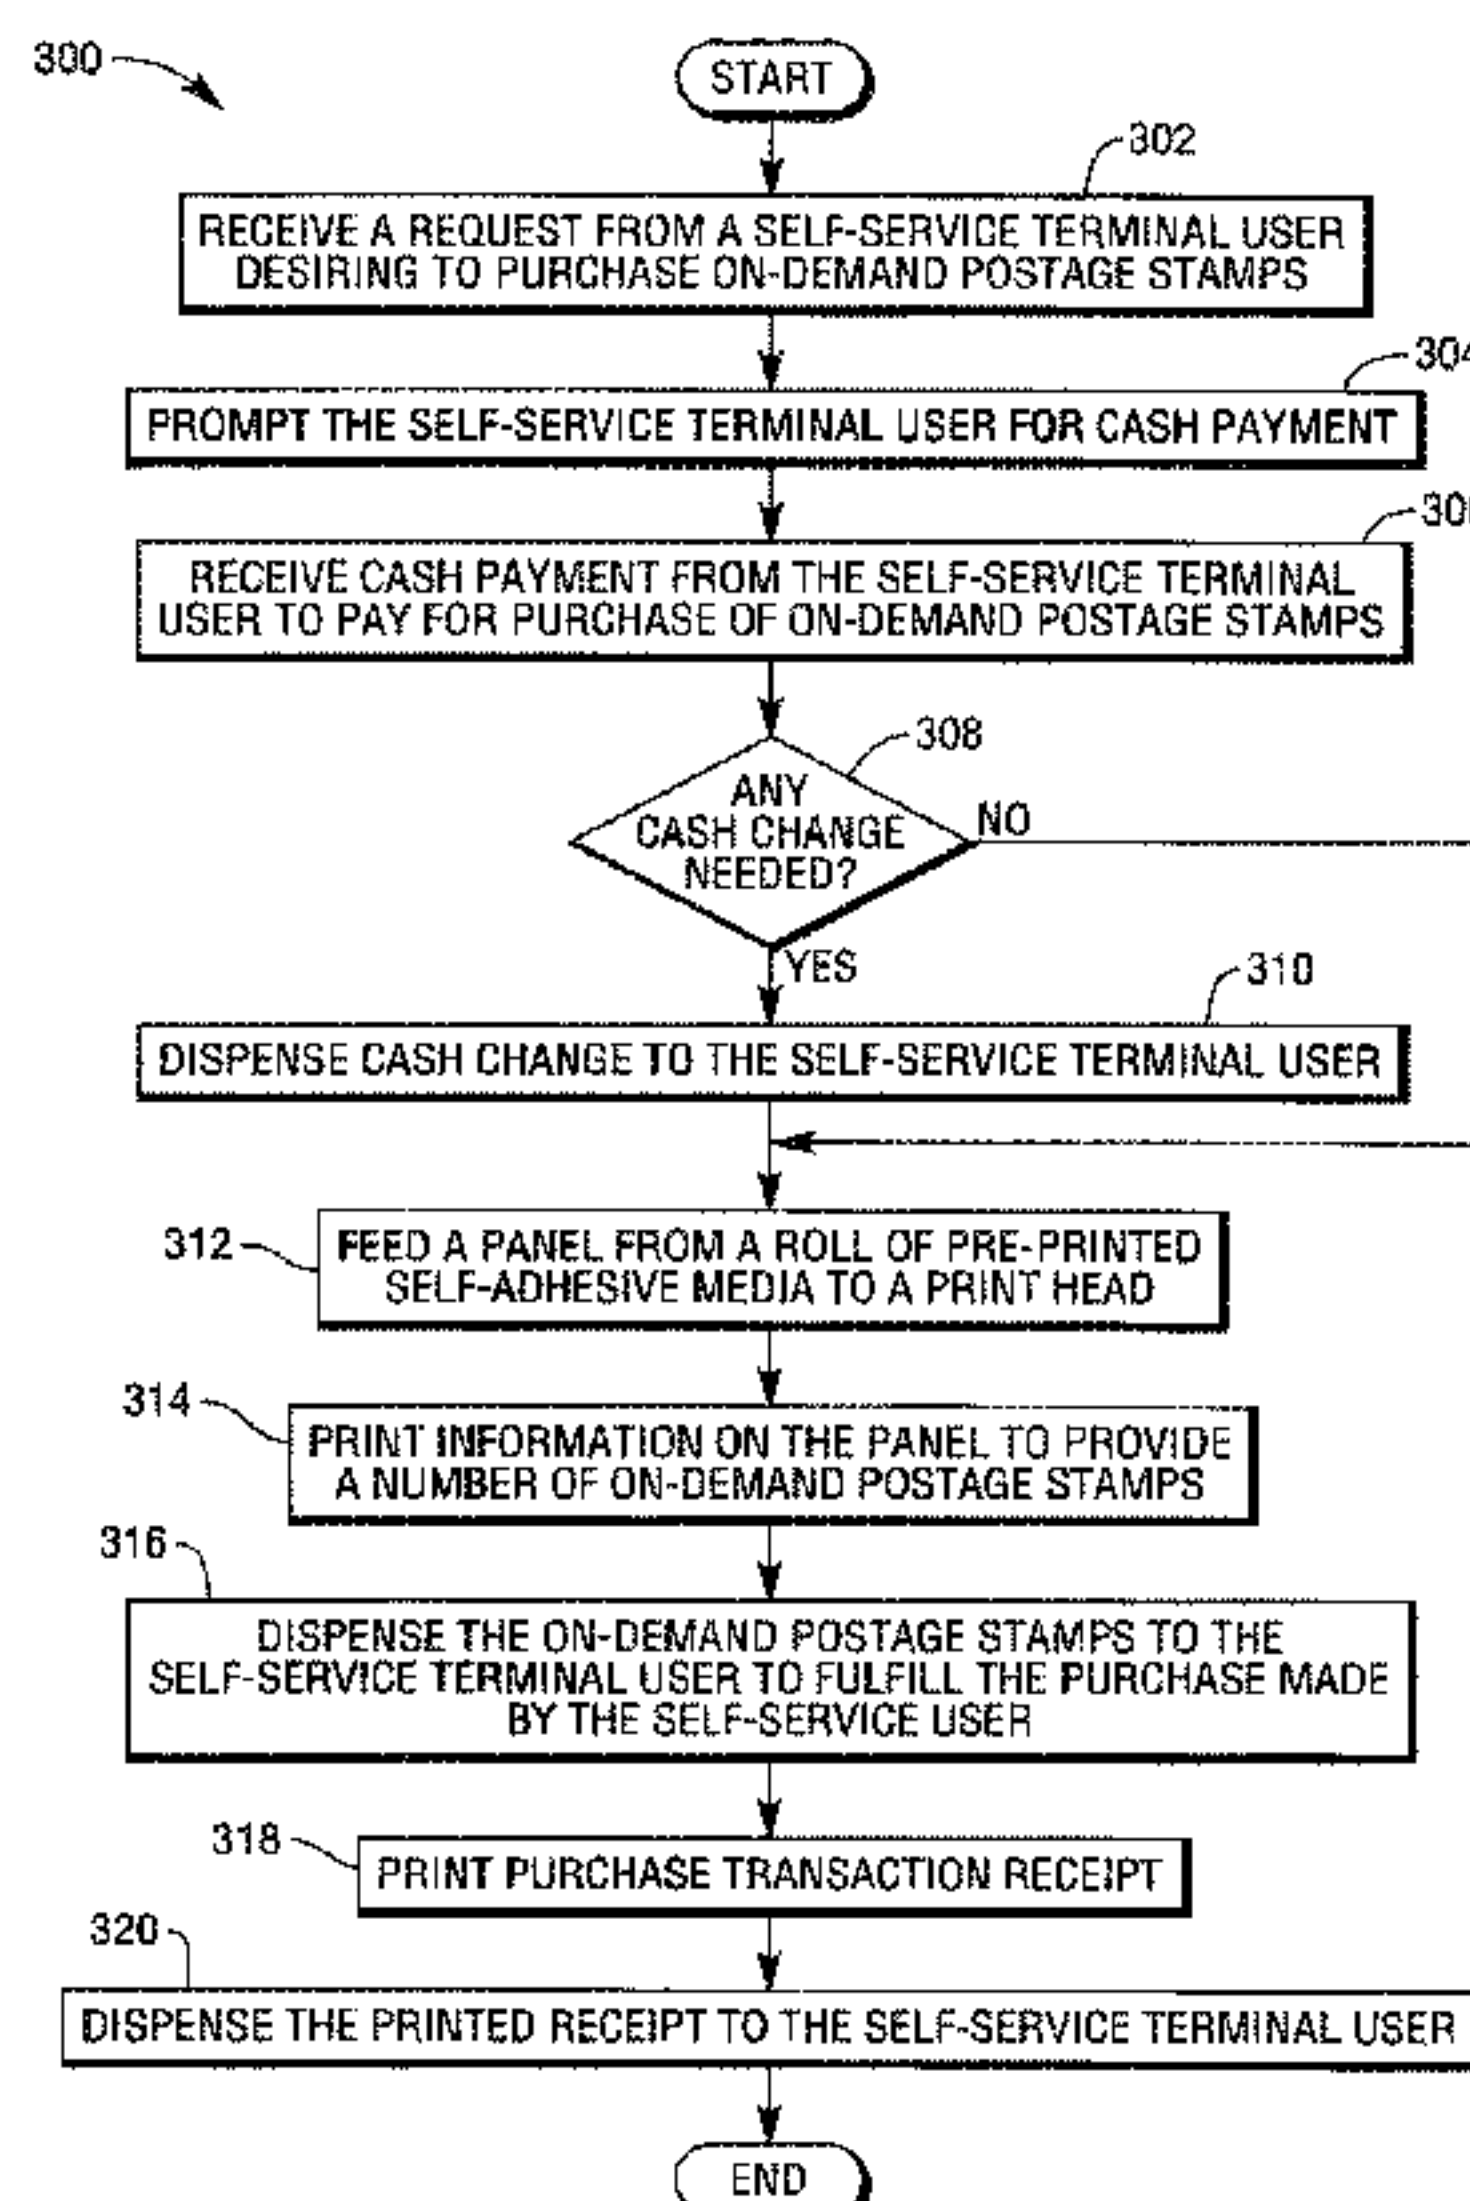 300
START
302
RECEIVE A REQUEST FROM A SELF-SERVICE TERMINAL USER
DESIRING TO PURCHASE ON-DEMAND POSTAGE STAMPS
PROMPT THE SELF-SERVICE TERMINAL USER FOR CASH PAYMENT
RECEIVE CASH PAYMENT FROM THE SELF-SERVICE TERMINAL
USER TO PAY FOR PURCHASE OF ON-DEMAND POSTAGE STAMPS
308
ANY
CASH CHANGE
NEEDED?
NO
YES
310
DISPENSE CASH CHANGE TO THE SELF-SERVICE TERMINAL USER
312
FEED A PANEL FROM A ROLL OF PRE-PRINTED
SELF-ADHESIVE MEDIA TO A PRINT HEAD
314
PRINT INFORMATION ON THE PANEL TO PROVIDE
A NUMBER OF ON-DEMAND POSTAGE STAMPS
316
DISPENSE THE ON-DEMAND POSTAGE STAMPS TO THE
SELF-SERVICE TERMINAL USER TO FULFILL THE PURCHASE MADE
BY THE SELF-SERVICE USER
318
PRINT PURCHASE TRANSACTION RECEIPT
320
DISPENSE THE PRINTED RECEIPT TO THE SELF-SERVICE TERMINAL USER
END